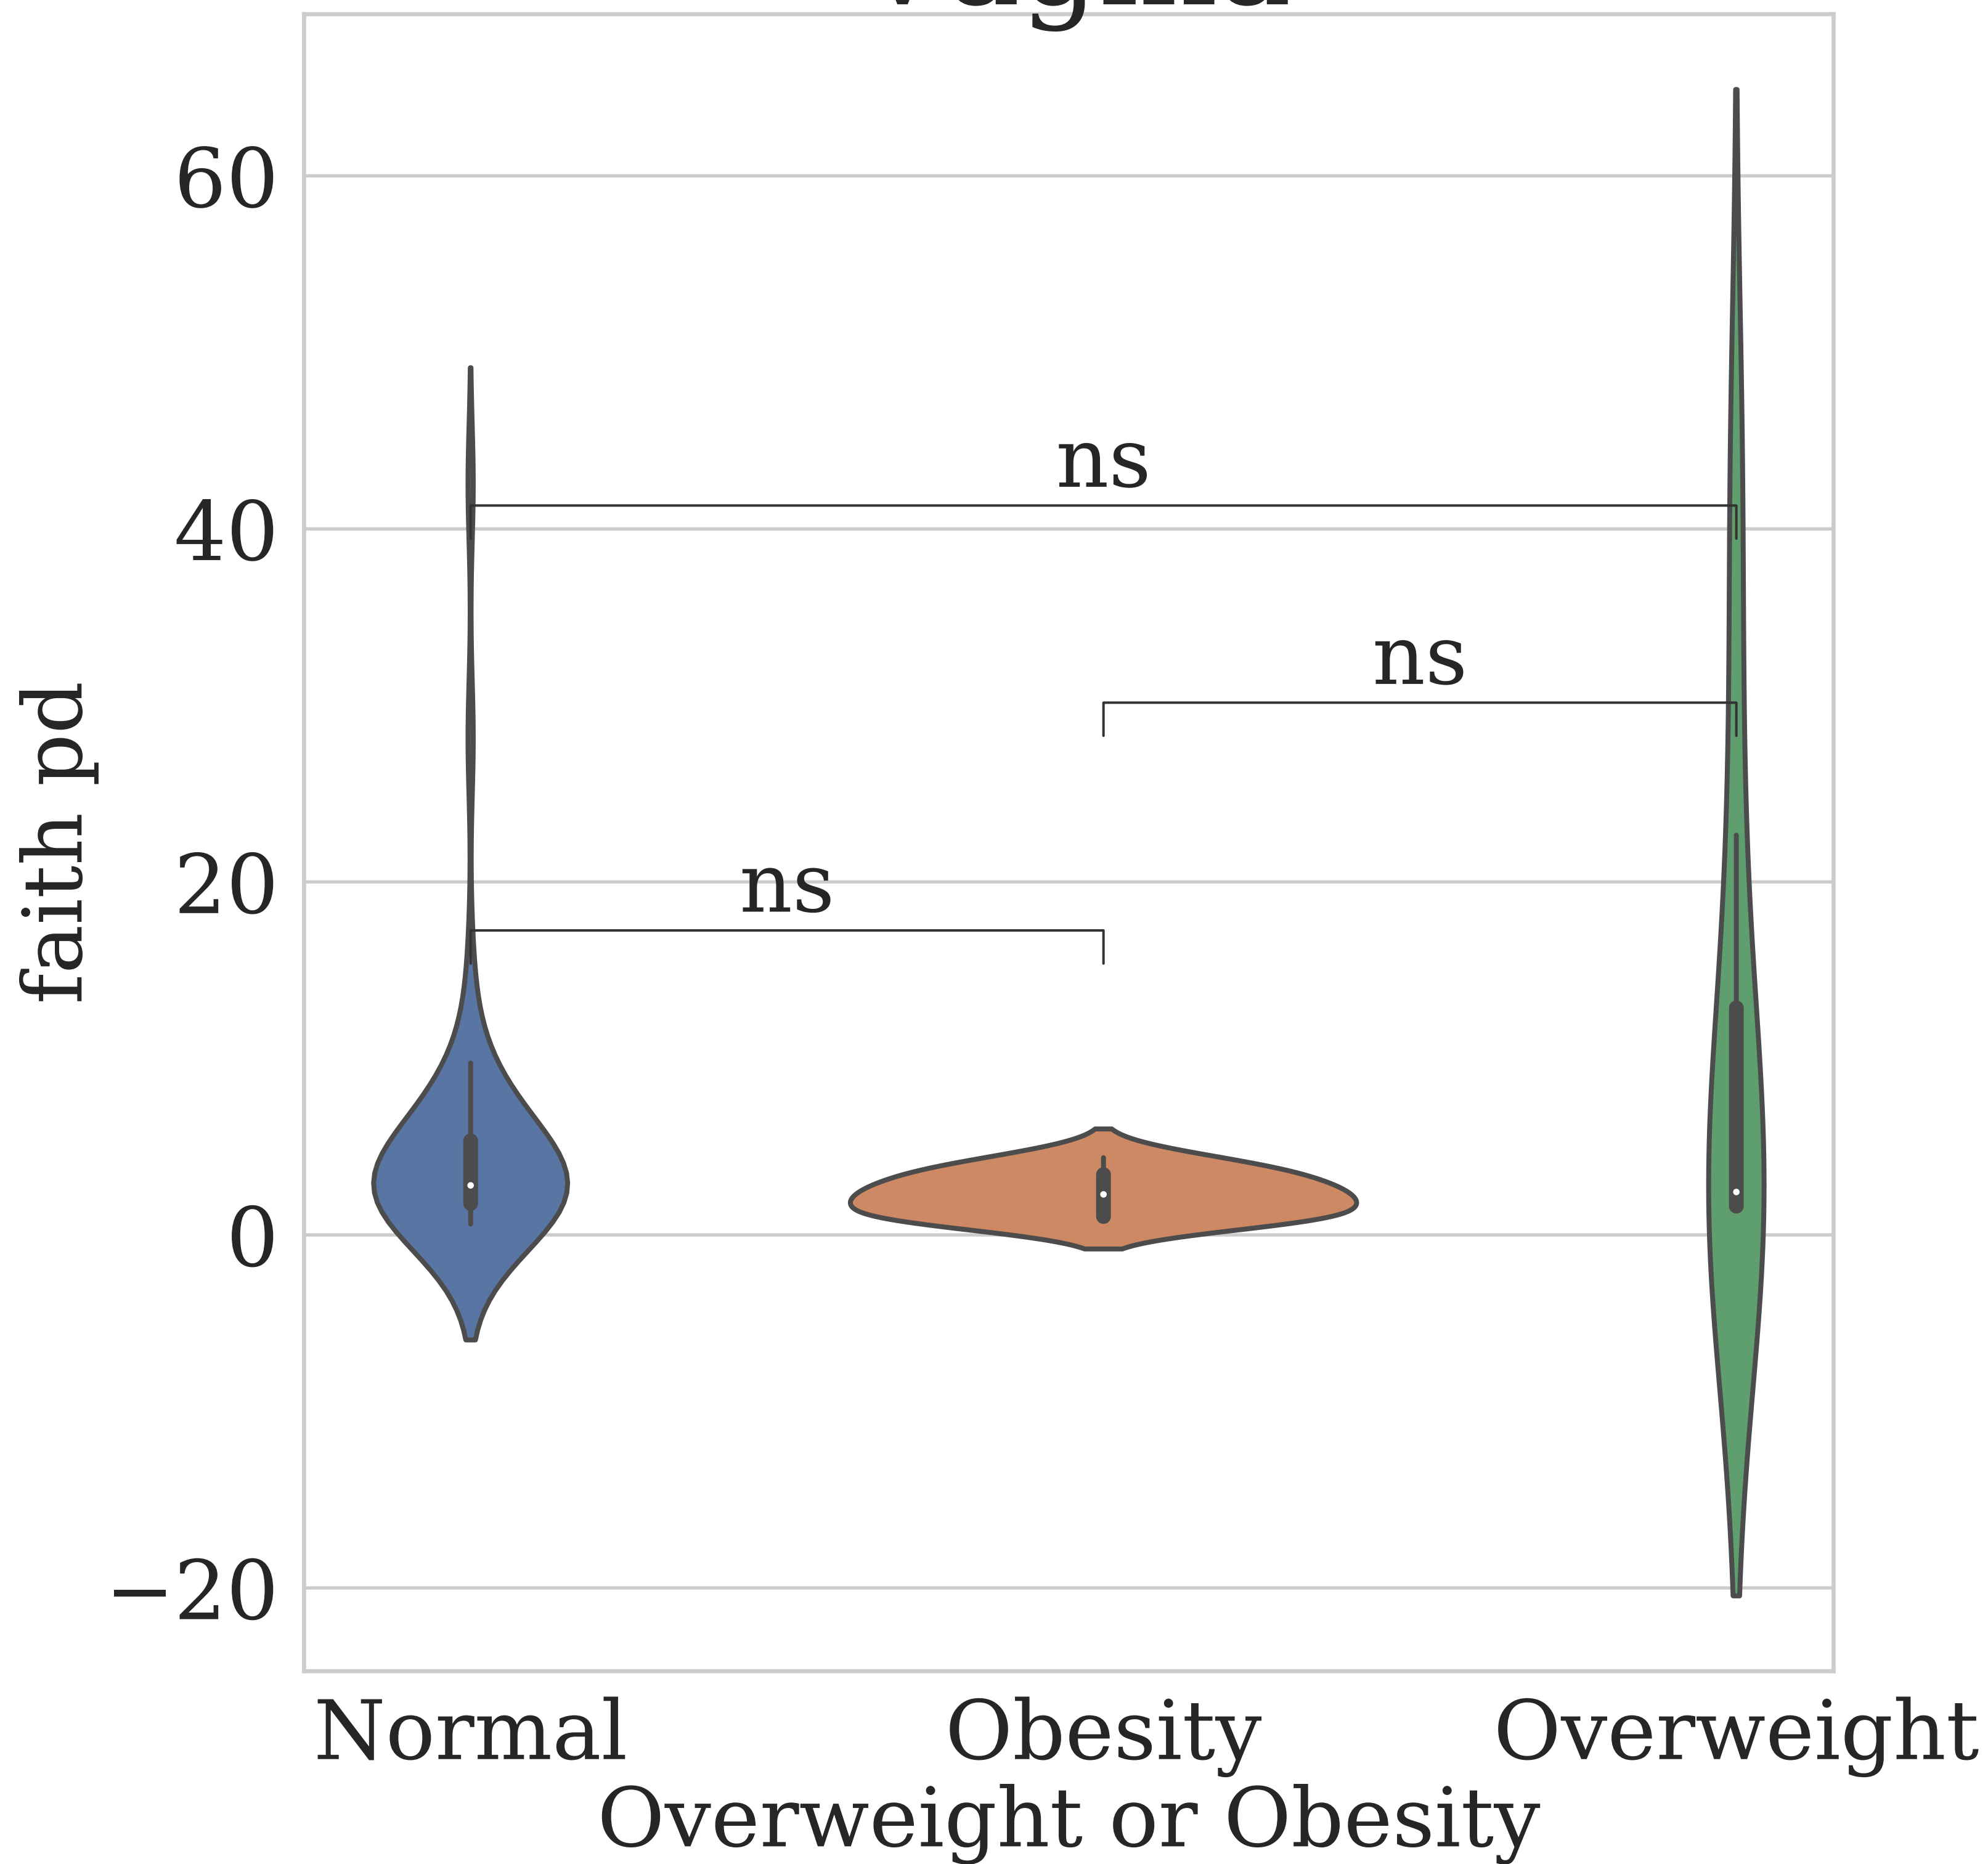 60
40
20
0
−20
faith pd
ns
ns
ns
Normal
Obesity
Overweight
Overweight or Obesity